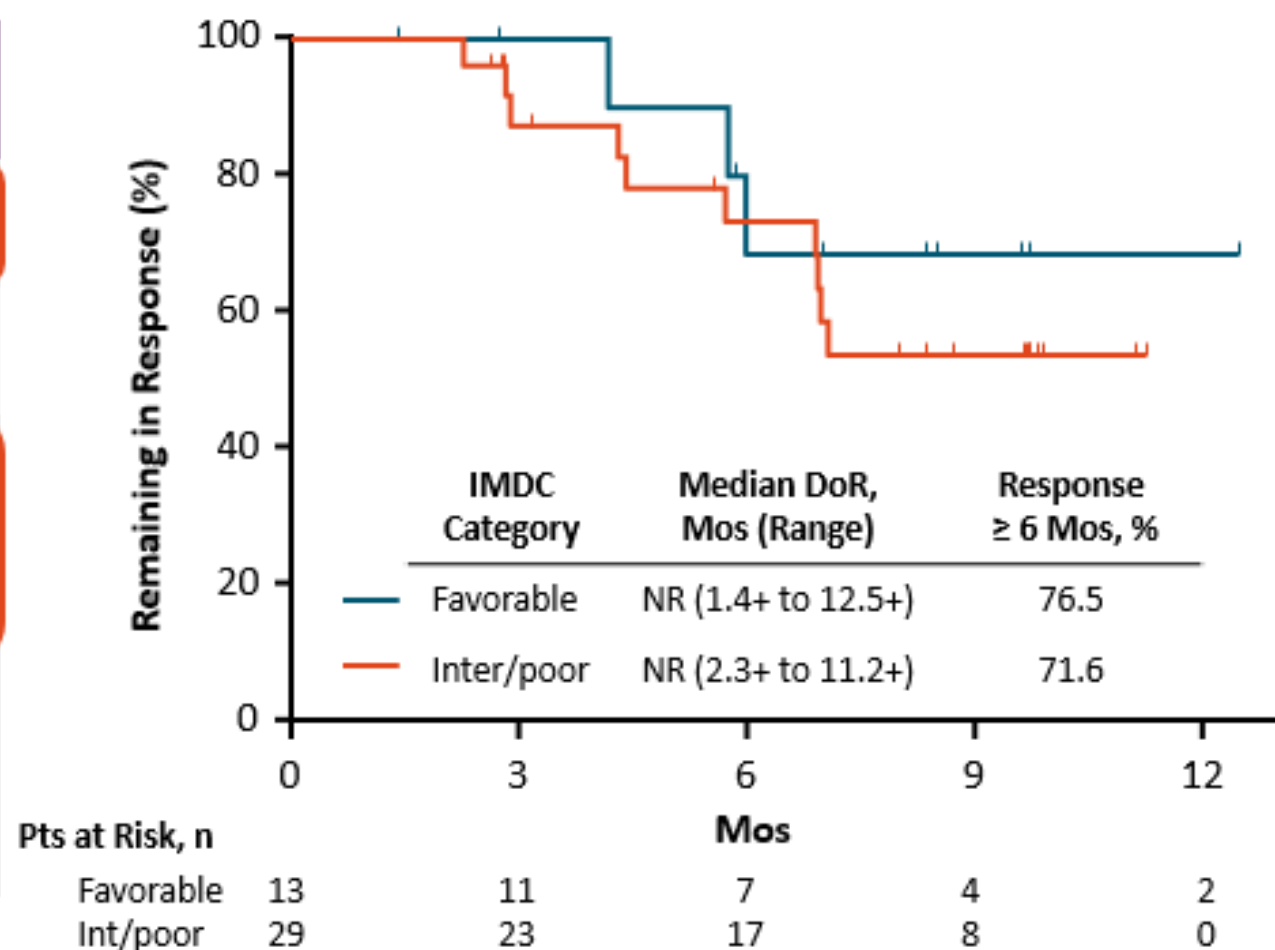 100
80
60
40
20
0
Remaining in Response (%)
IMDC Category
Median DoR, Mos (Range)
Response ≥ 6 Mos, %
Favorable NR (1.4+ to 12.5+) 76.5
Inter/poor NR (2.3+ to 11.2+) 71.6
0 3 6 9 12
Mos
Pts at Risk, n
Favorable 13 11 7 4 2
Int/poor 29 23 17 8 0